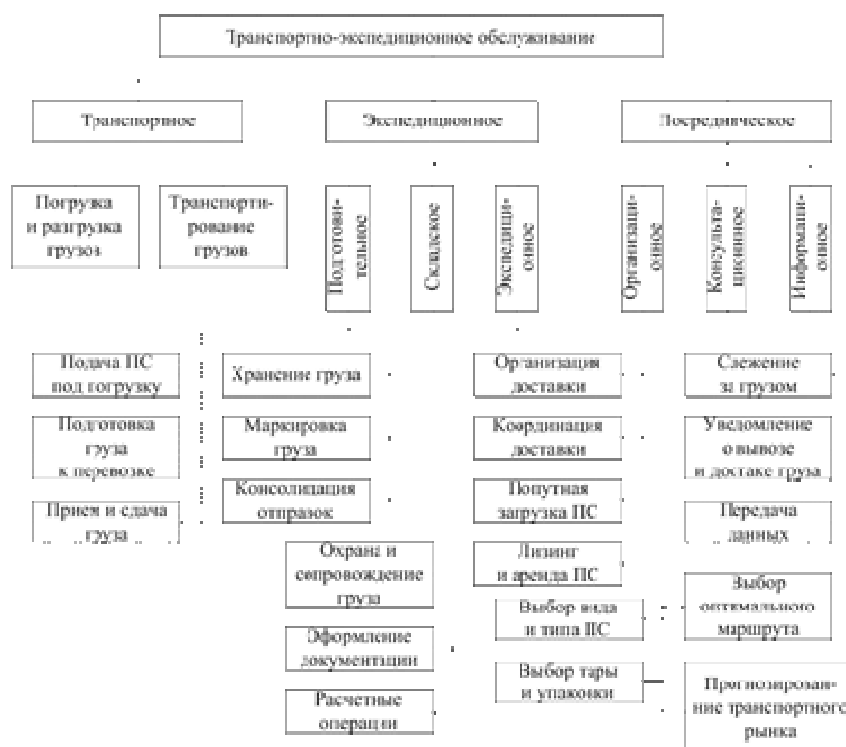 Транспортно-экспедиционное обслуживание
Транспортное
Экспедиционное
Посредническое
Погрузка
и разгрузка
грузов
Транспорти-
рование
грузов
Подготови-
тельное
Складское
Экспедици-
онное
Организаци-
онное
Консульта-
ционное
Информаци-
онное
Подача ПС
под погрузку
Подготовка
груза
к перевозке
Прием и сдача
груза
Хранение груза
Маркировка
груза
Консолидация
отправок
Охрана и
сопровождение
груза
Оформление
документации
Расчетные
операции
Организация
доставки
Координация
доставки
Попутная
загрузка ПС
Лизинг
и аренда ПС
Выбор вида
и типа ПС
Выбор тары
и упаковки
Слежение
за грузом
Уведомление
о вывозе
и достаке груза
Передача
данных
Выбор
оптимального
маршрута
Прогнозирован-
ние транспортного
рынка